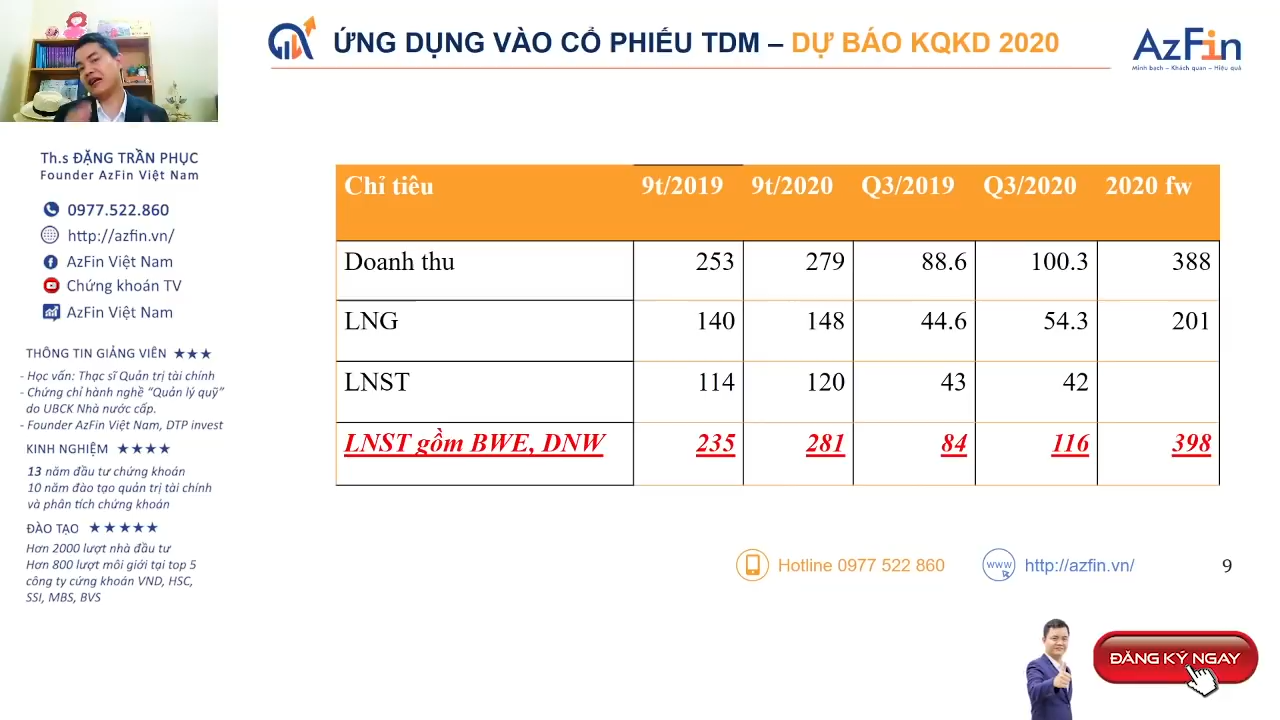 ỨNG DỤNG VÀO CỔ PHIẾU TDM – DỰ BÁO KQKD 2020
AzFin
Minh bạch – Khách quan – Hiệu quả
Th.s ĐẶNG TRẦN PHỤC
Founder AzFin Việt Nam
0977.522.860
http://azfin.vn/
AzFin Việt Nam
Chứng khoán TV
AzFin Việt Nam
THÔNG TIN GIẢNG VIÊN ★★★
- Học vấn: Thạc sĩ Quản trị tài chính
- Chứng chỉ hành nghề “Quản lý quỹ”
do UBCK Nhà nước cấp.
- Founder AzFin Việt Nam, DTP invest
KINH NGHIỆM ★★★★
13 năm đầu tư chứng khoán
10 năm đào tạo quản trị tài chính
và phân tích chứng khoán
ĐÀO TẠO ★★★★★
Hơn 2000 lượt nhà đầu tư
Hơn 800 lượt môi giới tại top 5
công ty cứng khoán VND, HSC,
SSI, MBS, BVS
Chỉ tiêu 9t/2019 9t/2020 Q3/2019 Q3/2020 2020 fw
Doanh thu 253 279 88.6 100.3 388
LNG 140 148 44.6 54.3 201
LNST 114 120 43 42
LNST gồm BWE, DNW 235 281 84 116 398
Hotline 0977 522 860
www
http://azfin.vn/
9
ĐĂNG KÝ NGAY